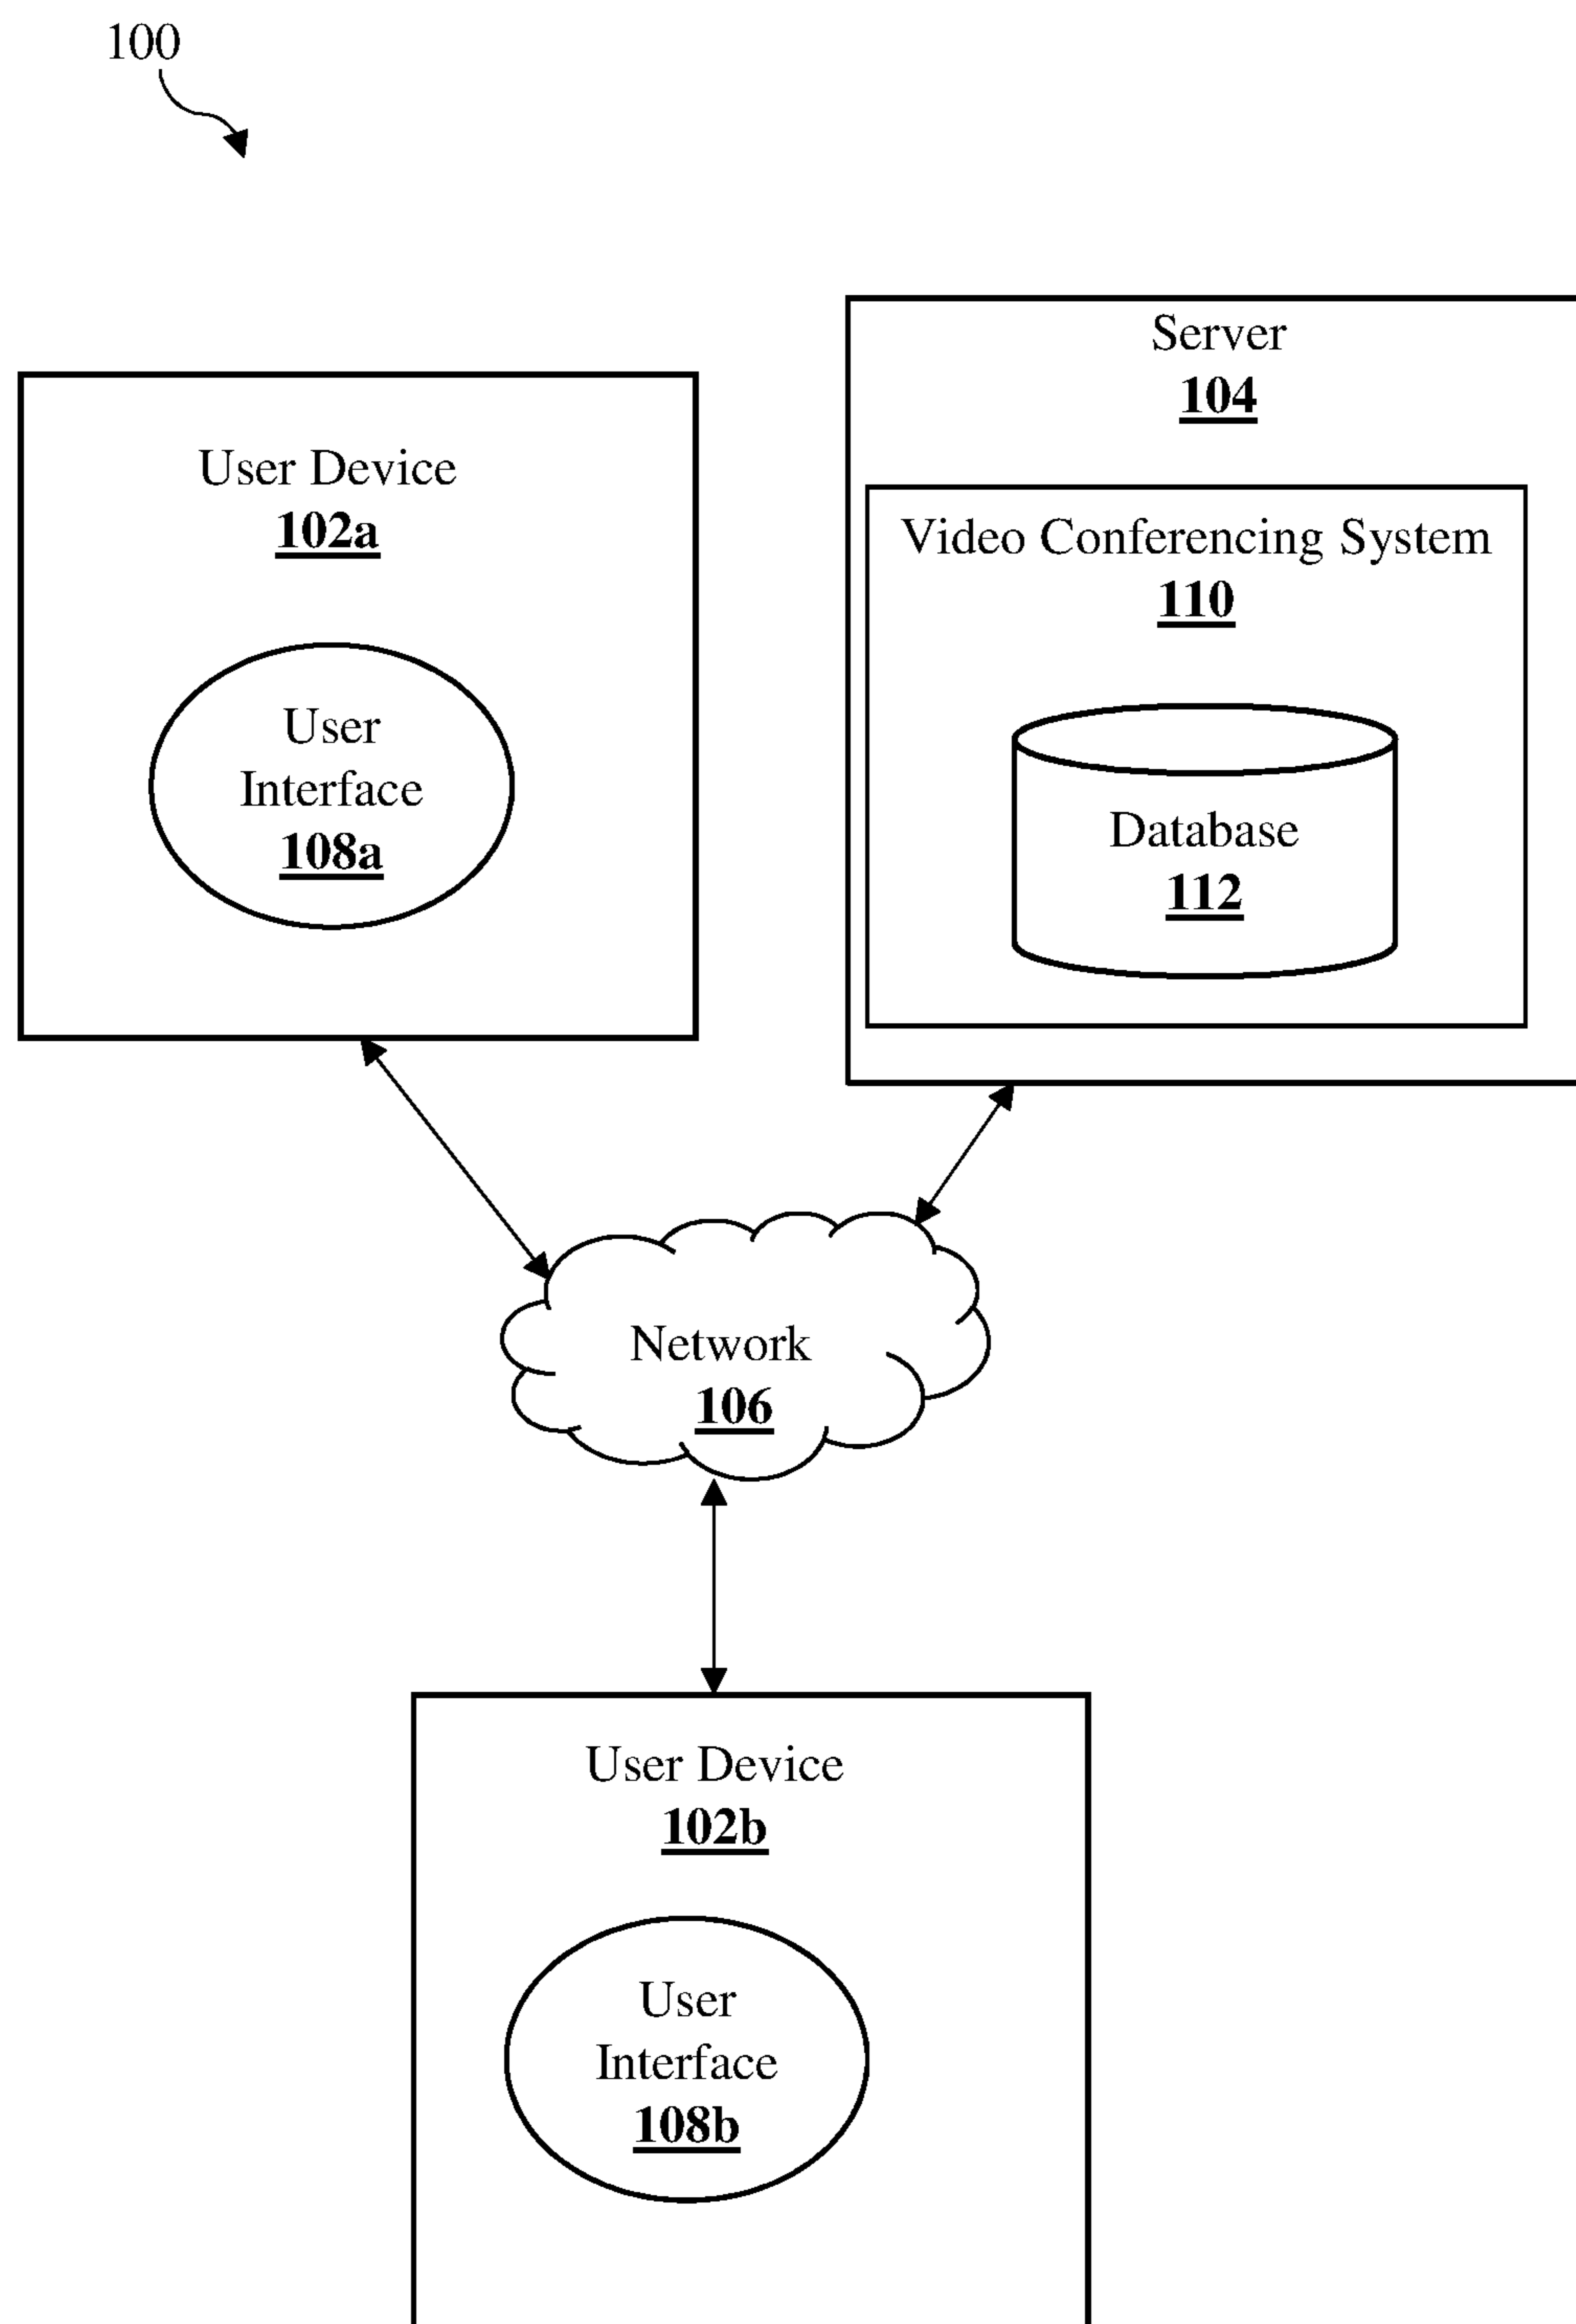 100
Server
104
User Device
102a
Video Conferencing System
110
User
Interface
108a
Database
112
Network
106
User Device
102b
User
Interface
108b